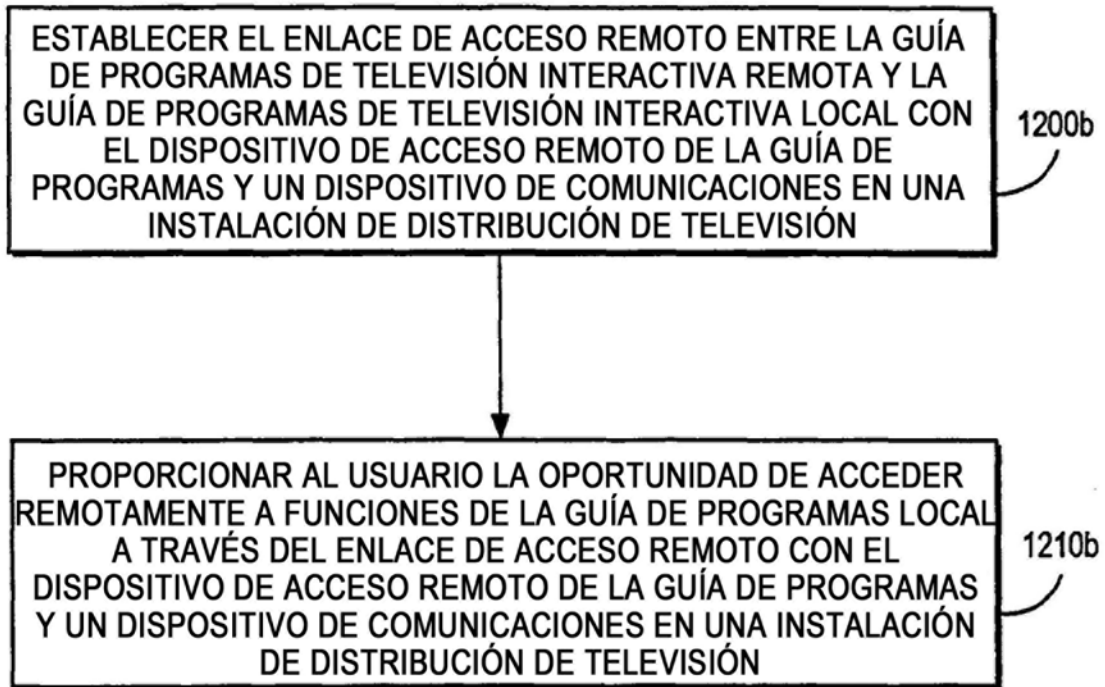 ESTABLECER EL ENLACE DE ACCESO REMOTO ENTRE LA GUÍA
DE PROGRAMAS DE TELEVISIÓN INTERACTIVA REMOTA Y LA
GUÍA DE PROGRAMAS DE TELEVISIÓN INTERACTIVA LOCAL CON
EL DISPOSITIVO DE ACCESO REMOTO DE LA GUÍA DE
PROGRAMAS Y UN DISPOSITIVO DE COMUNICACIONES EN UNA
INSTALACIÓN DE DISTRIBUCIÓN DE TELEVISIÓN
1200b
PROPORCIONAR AL USUARIO LA OPORTUNIDAD DE ACCEDER
REMOTAMENTE A FUNCIONES DE LA GUÍA DE PROGRAMAS LOCAL
A TRAVÉS DEL ENLACE DE ACCESO REMOTO CON EL
DISPOSITIVO DE ACCESO REMOTO DE LA GUÍA DE PROGRAMAS
Y UN DISPOSITIVO DE COMUNICACIONES EN UNA INSTALACIÓN
DE DISTRIBUCIÓN DE TELEVISIÓN
1210b